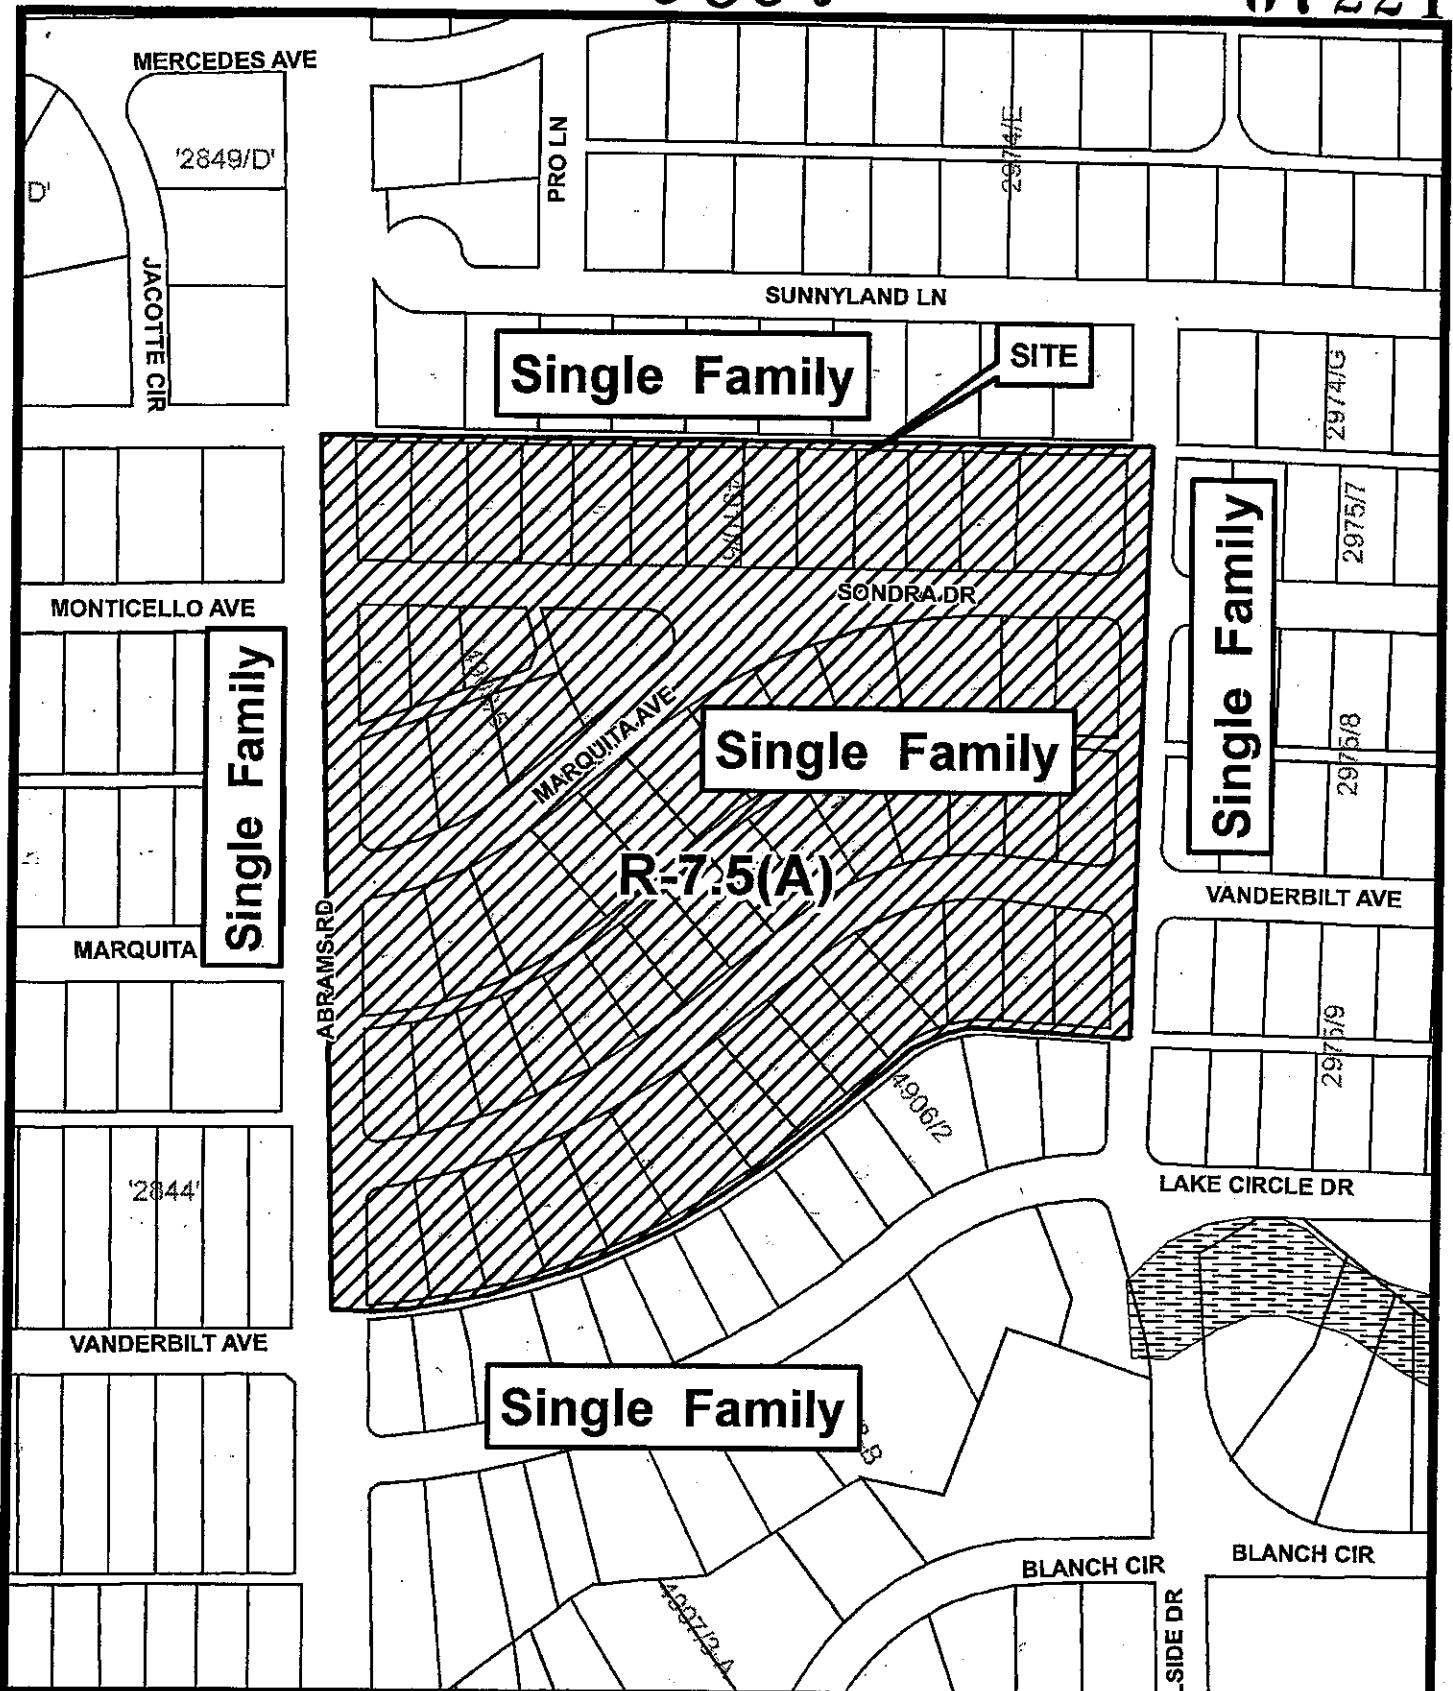 MERCEDES AVE
'2849/D'
D'
PRO LN
2974/E
JACOTTE CIR
SUNNYLAND LN
Single Family
SITE
2974/G
2975/7
Single Family
MONTICELLO AVE
SONDRA DR
Single Family
MARQUITA AVE
Single Family
2975/8
R-7.5(A)
VANDERBILT AVE
MARQUITA
ABRAMS RD
2975/9
4906/2
'2844'
LAKE CIRCLE DR
VANDERBILT AVE
Single Family
BLANCH CIR
BLANCH CIR
LSIDE DR